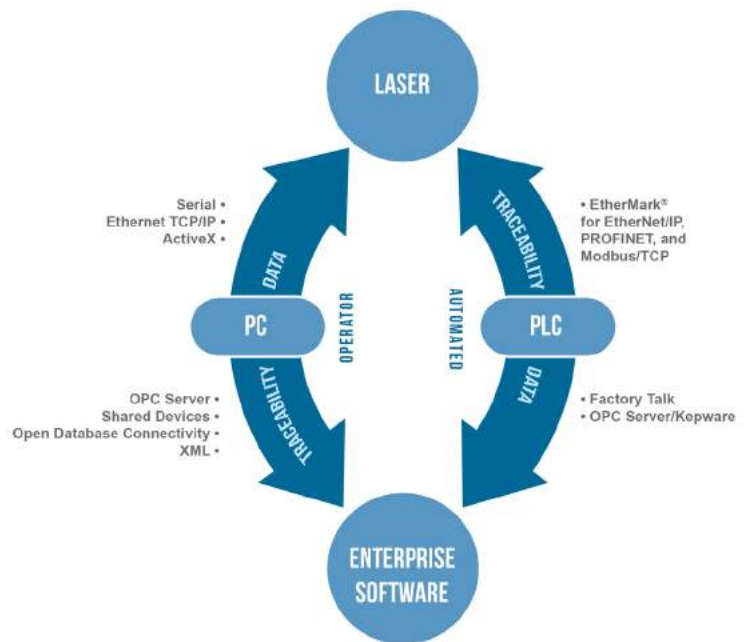 LASER
Serial •
Ethernet TCP/IP •
ActiveX •
• EtherMark®
for EtherNet/IP,
PROFINET, and
Modbus/TCP
DATA
TRACEABILITY
PC
OPERATOR
AUTOMATED
PLC
TRACEABILITY
DATA
OPC Server •
Shared Devices •
Open Database Connectivity •
XML •
• Factory Talk
• OPC Server/Kepware
ENTERPRISE
SOFTWARE